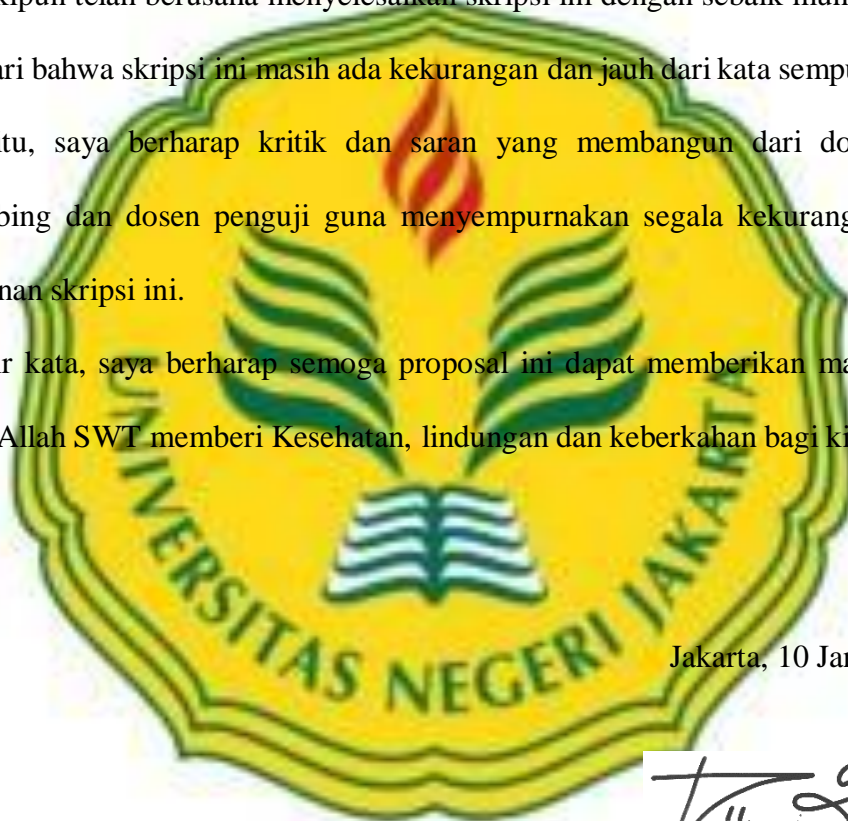 kipun telah berusaha menyelesaikan skripsi ini dengan sebaik mun
ari bahwa skripsi ini masih ada kekurangan dan jauh dari kata sempu
tu, saya berharap kritik dan saran yang membangun dari do
bing dan dosen penguji guna menyempurnakan segala kekurang
nan skripsi ini.
ir kata, saya berharap semoga proposal ini dapat memberikan ma
Allah SWT memberi Kesehatan, lindungan dan keberkahan bagi ki
UNIVERSITAS NEGERI JAKARTA
Jakarta, 10 Jan